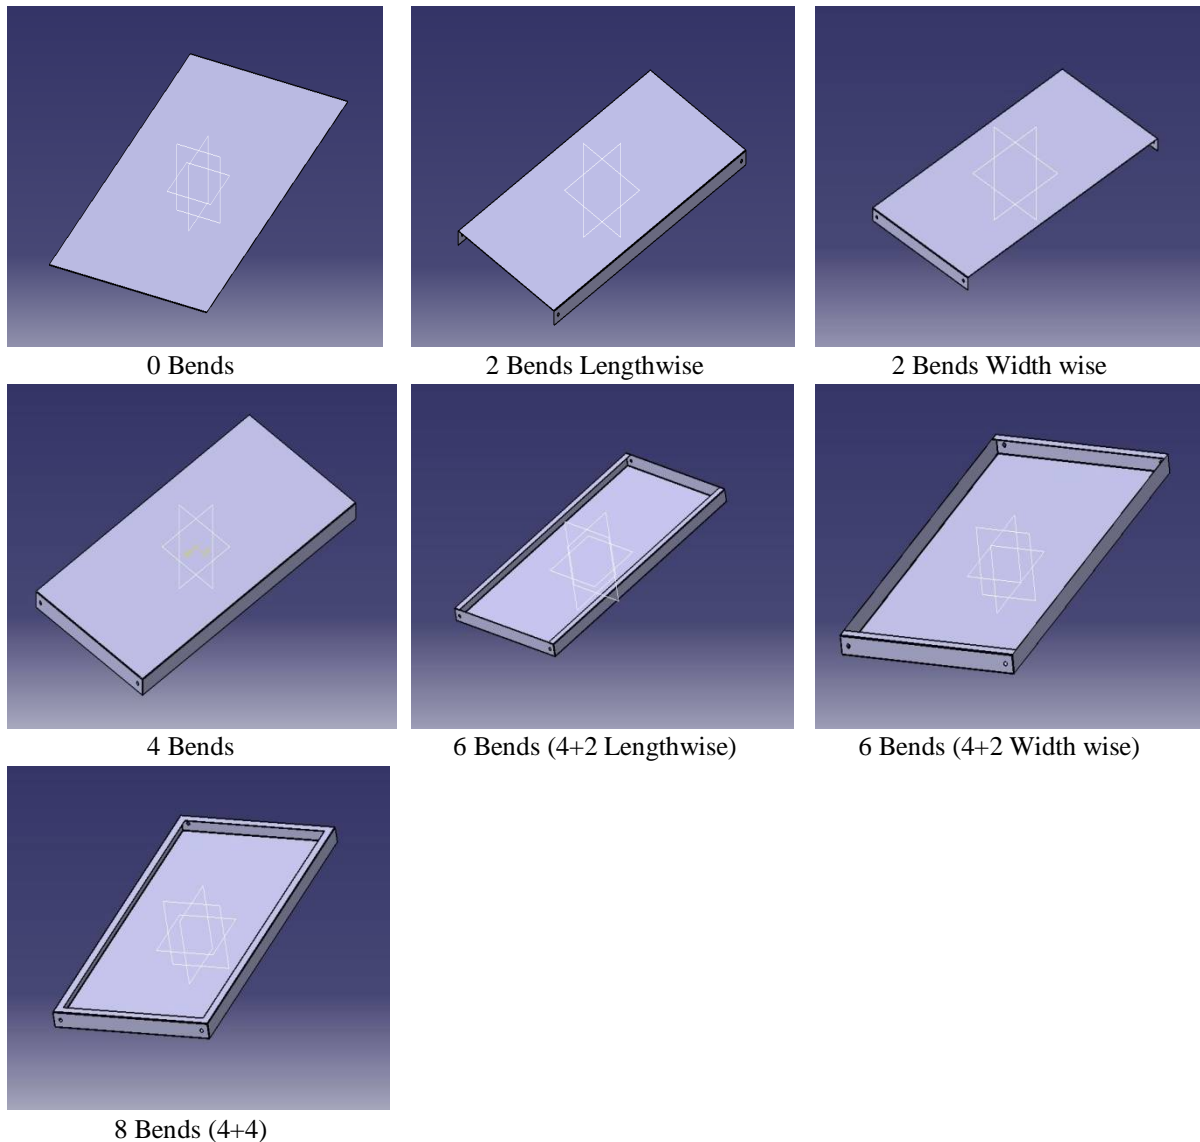 0 Bends
2 Bends Lengthwise
2 Bends Width wise
4 Bends
6 Bends (4+2 Lengthwise)
6 Bends (4+2 Width wise)
8 Bends (4+4)